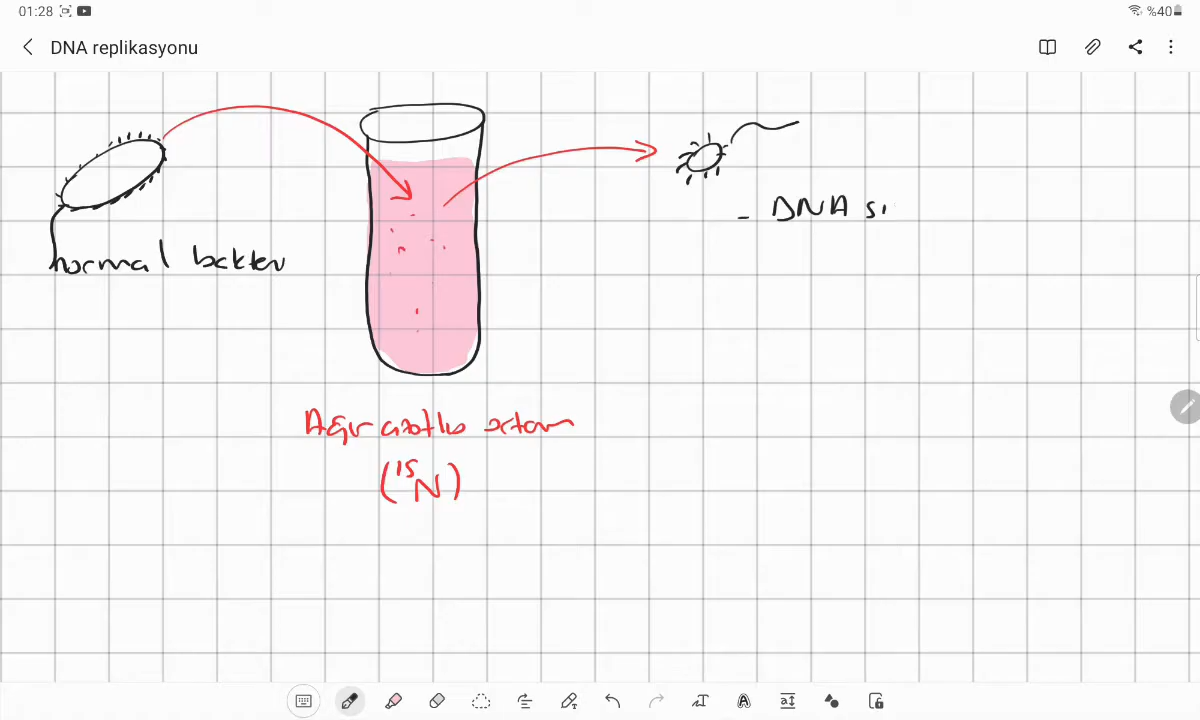 01:28
%40
DNA replikasyonu
- DNA sı
normal bakteri
Ağır azotlu ortam
(¹⁵N)